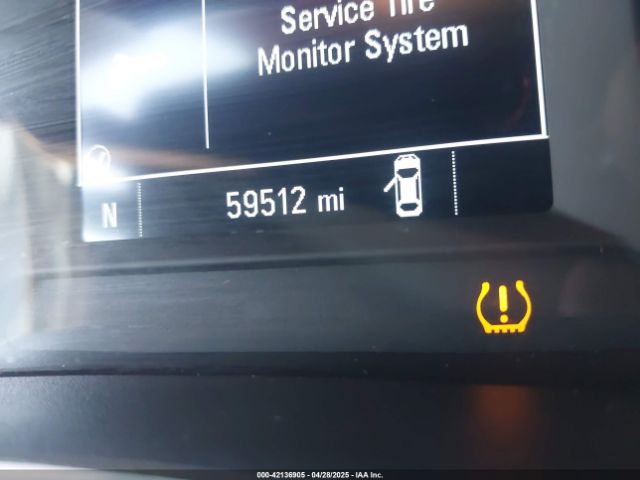 Service Tire
Monitor System
N
59512 mi
000-42136905 - 04/28/2025 - IAA Inc.